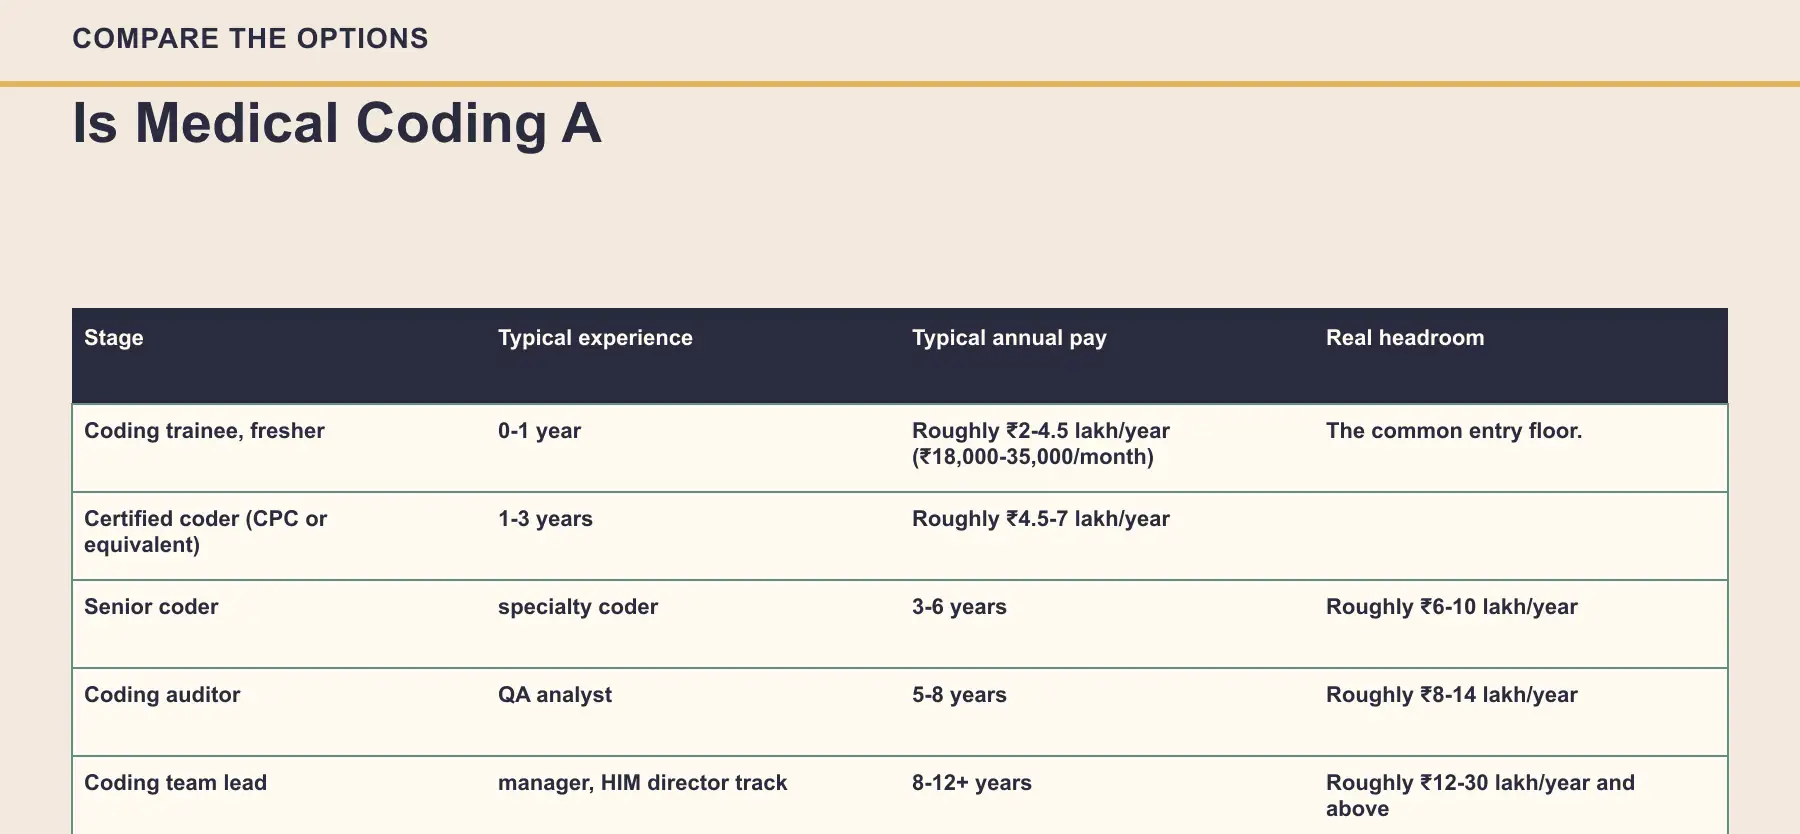 COMPARE THE OPTIONS
Is Medical Coding A
Stage Typical experience Typical annual pay Real headroom
Coding trainee, fresher 0-1 year Roughly ₹2-4.5 lakh/year The common entry floor.
(₹18,000-35,000/month)
Certified coder (CPC or 1-3 years Roughly ₹4.5-7 lakh/year
equivalent)
Senior coder specialty coder 3-6 years Roughly ₹6-10 lakh/year
Coding auditor QA analyst 5-8 years Roughly ₹8-14 lakh/year
Coding team lead manager, HIM director track 8-12+ years Roughly ₹12-30 lakh/year and
above